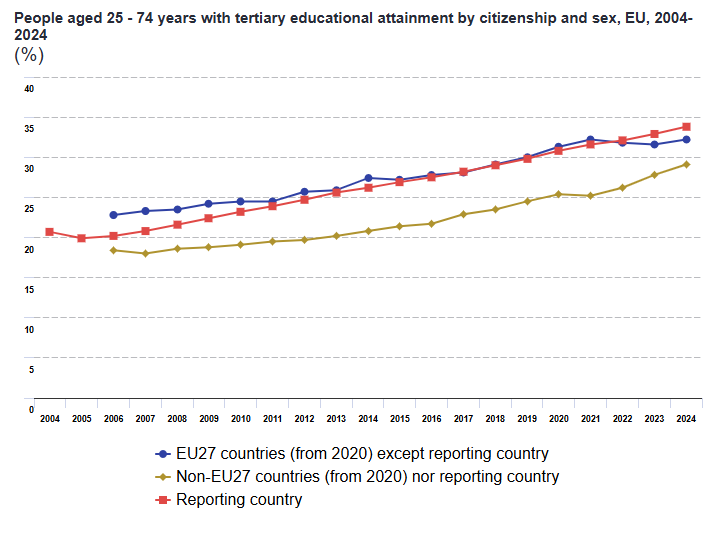 People aged 25 - 74 years with tertiary educational attainment by citizenship and sex, EU, 2004-
2024
(%)
40
35
30
25
20
15
10
5
0
2004 2005 2006 2007 2008 2009 2010 2011 2012 2013 2014 2015 2016 2017 2018 2019 2020 2021 2022 2023 2024
EU27 countries (from 2020) except reporting country
Non-EU27 countries (from 2020) nor reporting country
Reporting country